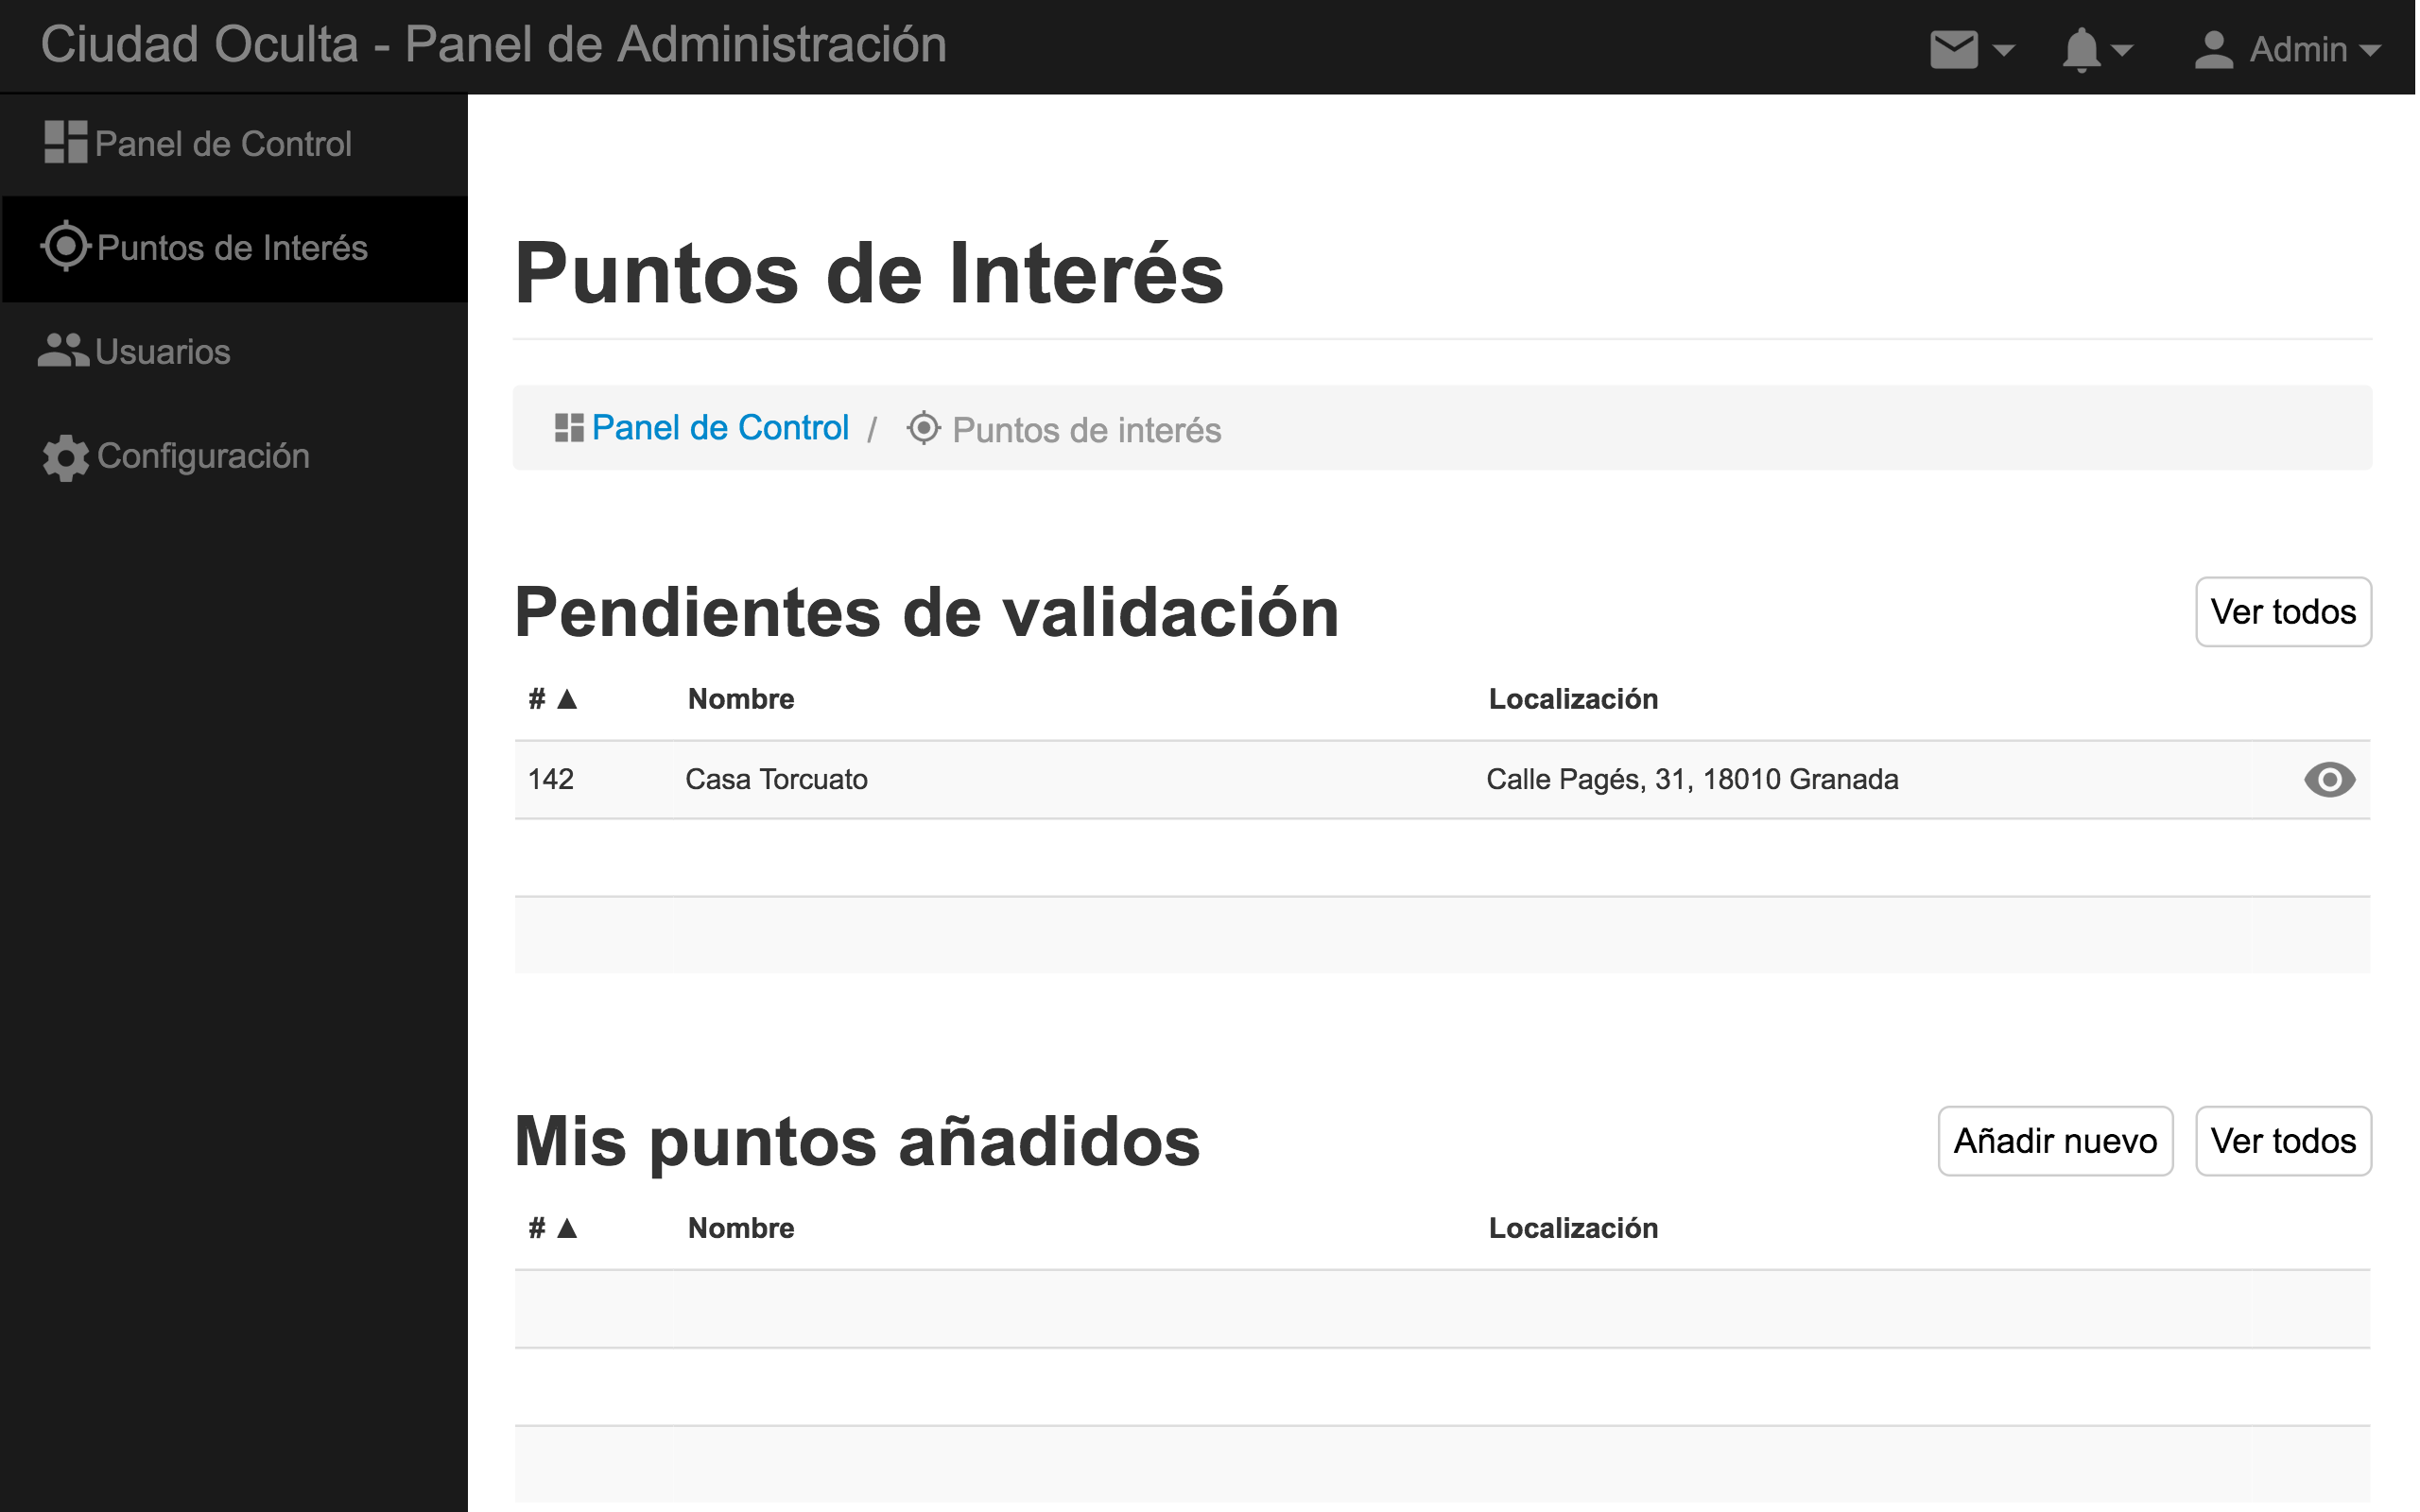 Ciudad Oculta - Panel de Administración
Admin
Panel de Control
Puntos de Interés
Usuarios
Configuración
Puntos de Interés
Panel de Control / Puntos de interés
Pendientes de validación
Ver todos
# ▲ Nombre Localización
142 Casa Torcuato Calle Pagés, 31, 18010 Granada
Mis puntos añadidos
Añadir nuevo Ver todos
# ▲ Nombre Localización